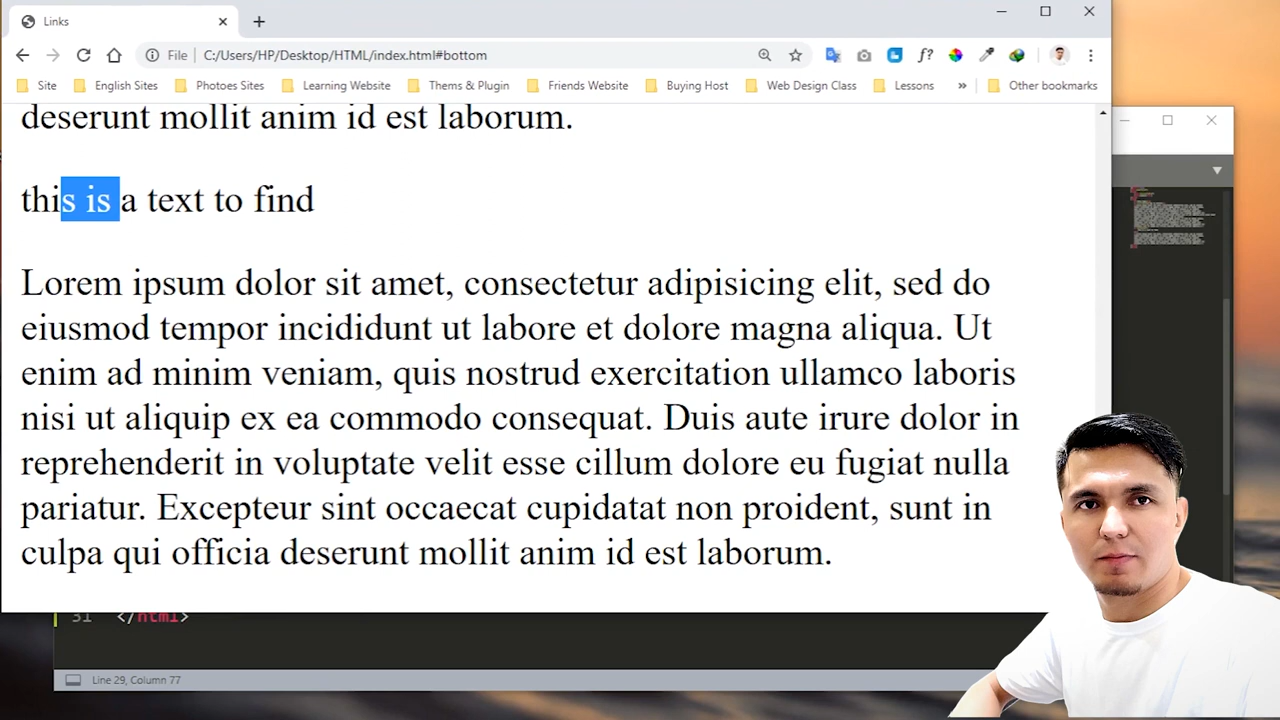 Links
File
C:/Users/HP/Desktop/HTML/index.html#bottom
f?
Site
English Sites
Photoes Sites
Learning Website
Thems & Plugin
Friends Website
Buying Host
Web Design Class
Lessons
»
Other bookmarks
deserunt mollit anim id est laborum.
this is a text to find
Lorem ipsum dolor sit amet, consectetur adipisicing elit, sed do
eiusmod tempor incididunt ut labore et dolore magna aliqua. Ut
enim ad minim veniam, quis nostrud exercitation ullamco laboris
nisi ut aliquip ex ea commodo consequat. Duis aute irure dolor in
reprehenderit in voluptate velit esse cillum dolore eu fugiat nulla
pariatur. Excepteur sint occaecat cupidatat non proident, sunt in
culpa qui officia deserunt mollit anim id est laborum.
31 </html>
Line 29, Column 77